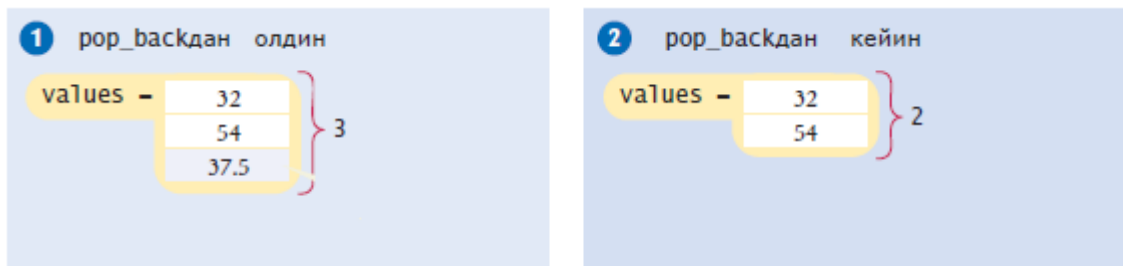 1 pop_backдан олдин
values = 32
54
37.5
3
2 pop_backдан кейин
values = 32
54
2